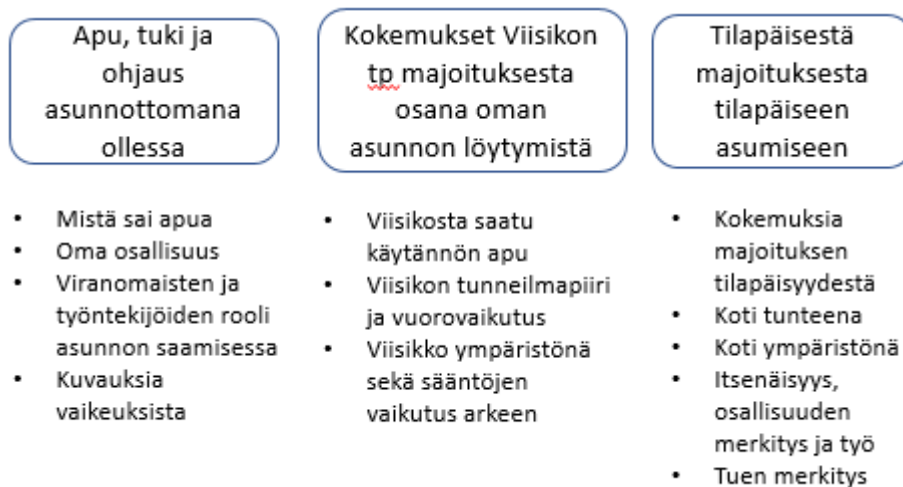 Apu, tuki ja
ohjaus
asunnottomana
ollessa
• Mistä sai apua
• Oma osallisuus
• Viranomaisten ja
työntekijöiden rooli
asunnon saamisessa
• Kuvauksia
vaikeuksista
Kokemukset Viisikon
tp majoituksesta
osana oman
asunnon löytymistä
• Viisikosta saatu
käytännön apu
• Viisikon tunneilmapiiri
ja vuorovaikutus
• Viisikko ympäristönä
sekä sääntöjen
vaikutus arkeen
Tilapäisestä
majoituksesta
tilapäiseen
asumiseen
• Kokemuksia
majoituksen
tilapäisyydestä
• Koti tunteena
• Koti ympäristönä
• Itsenäisyys,
osallisuuden
merkitys ja työ
• Tuen merkitys